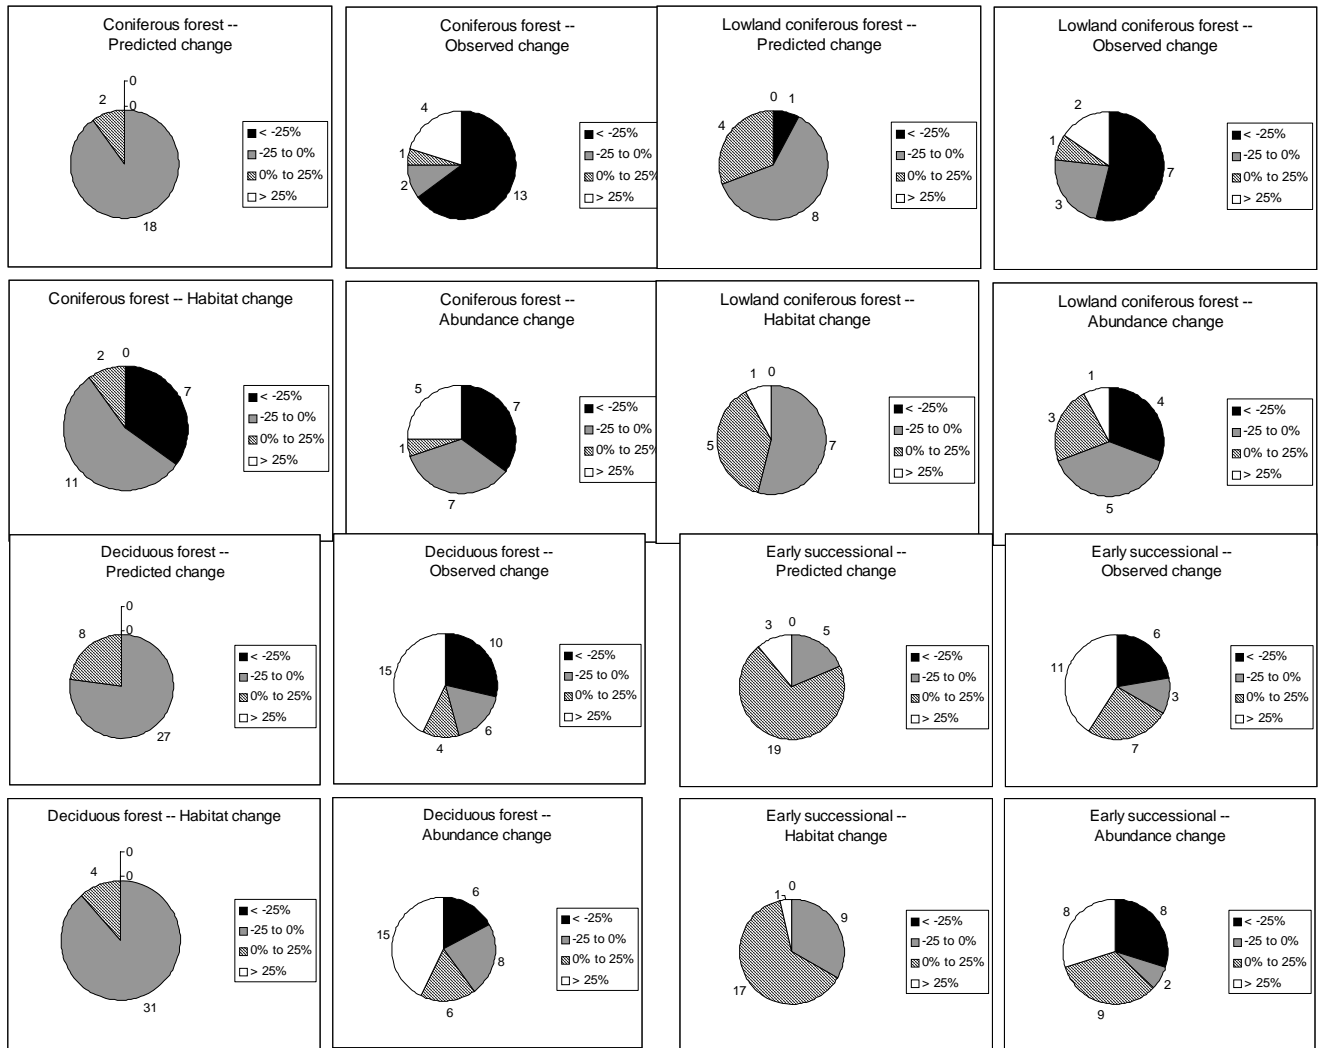 Coniferous forest --
Predicted change
0
0
2
18
< -25%
-25 to 0%
0% to 25%
> 25%
Coniferous forest --
Observed change
4
1
2
13
< -25%
-25 to 0%
0% to 25%
> 25%
Lowland coniferous forest --
Predicted change
0
1
4
8
< -25%
-25 to 0%
0% to 25%
> 25%
Lowland coniferous forest --
Observed change
2
1
3
7
< -25%
-25 to 0%
0% to 25%
> 25%
Coniferous forest -- Habitat change
2
0
7
11
< -25%
-25 to 0%
0% to 25%
> 25%
Coniferous forest --
Abundance change
5
7
1
7
< -25%
-25 to 0%
0% to 25%
> 25%
Lowland coniferous forest --
Habitat change
1
0
5
7
< -25%
-25 to 0%
0% to 25%
> 25%
Lowland coniferous forest --
Abundance change
1
4
3
5
< -25%
-25 to 0%
0% to 25%
> 25%
Deciduous forest --
Predicted change
0
0
8
27
< -25%
-25 to 0%
0% to 25%
> 25%
Deciduous forest --
Observed change
10
15
6
4
< -25%
-25 to 0%
0% to 25%
> 25%
Early successional --
Predicted change
3
0
5
19
< -25%
-25 to 0%
0% to 25%
> 25%
Early successional --
Observed change
6
11
3
7
< -25%
-25 to 0%
0% to 25%
> 25%
Deciduous forest -- Habitat change
0
0
4
31
< -25%
-25 to 0%
0% to 25%
> 25%
Deciduous forest --
Abundance change
6
15
8
6
< -25%
-25 to 0%
0% to 25%
> 25%
Early successional --
Habitat change
0
1
9
17
< -25%
-25 to 0%
0% to 25%
> 25%
Early successional --
Abundance change
8
8
2
9
< -25%
-25 to 0%
0% to 25%
> 25%